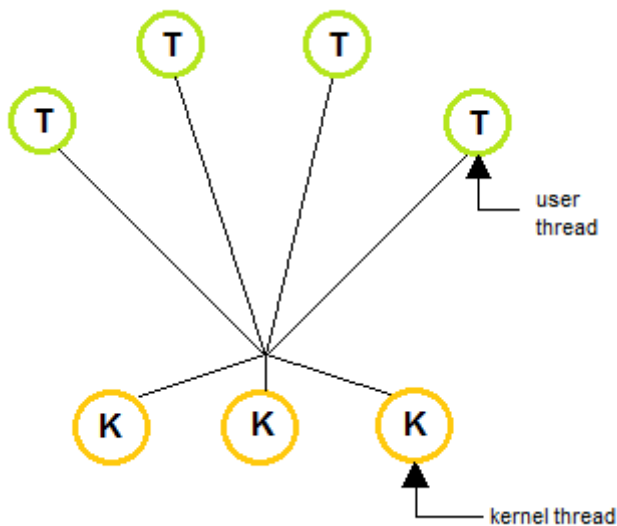 T T
T T
user
thread
K K K
kernel thread